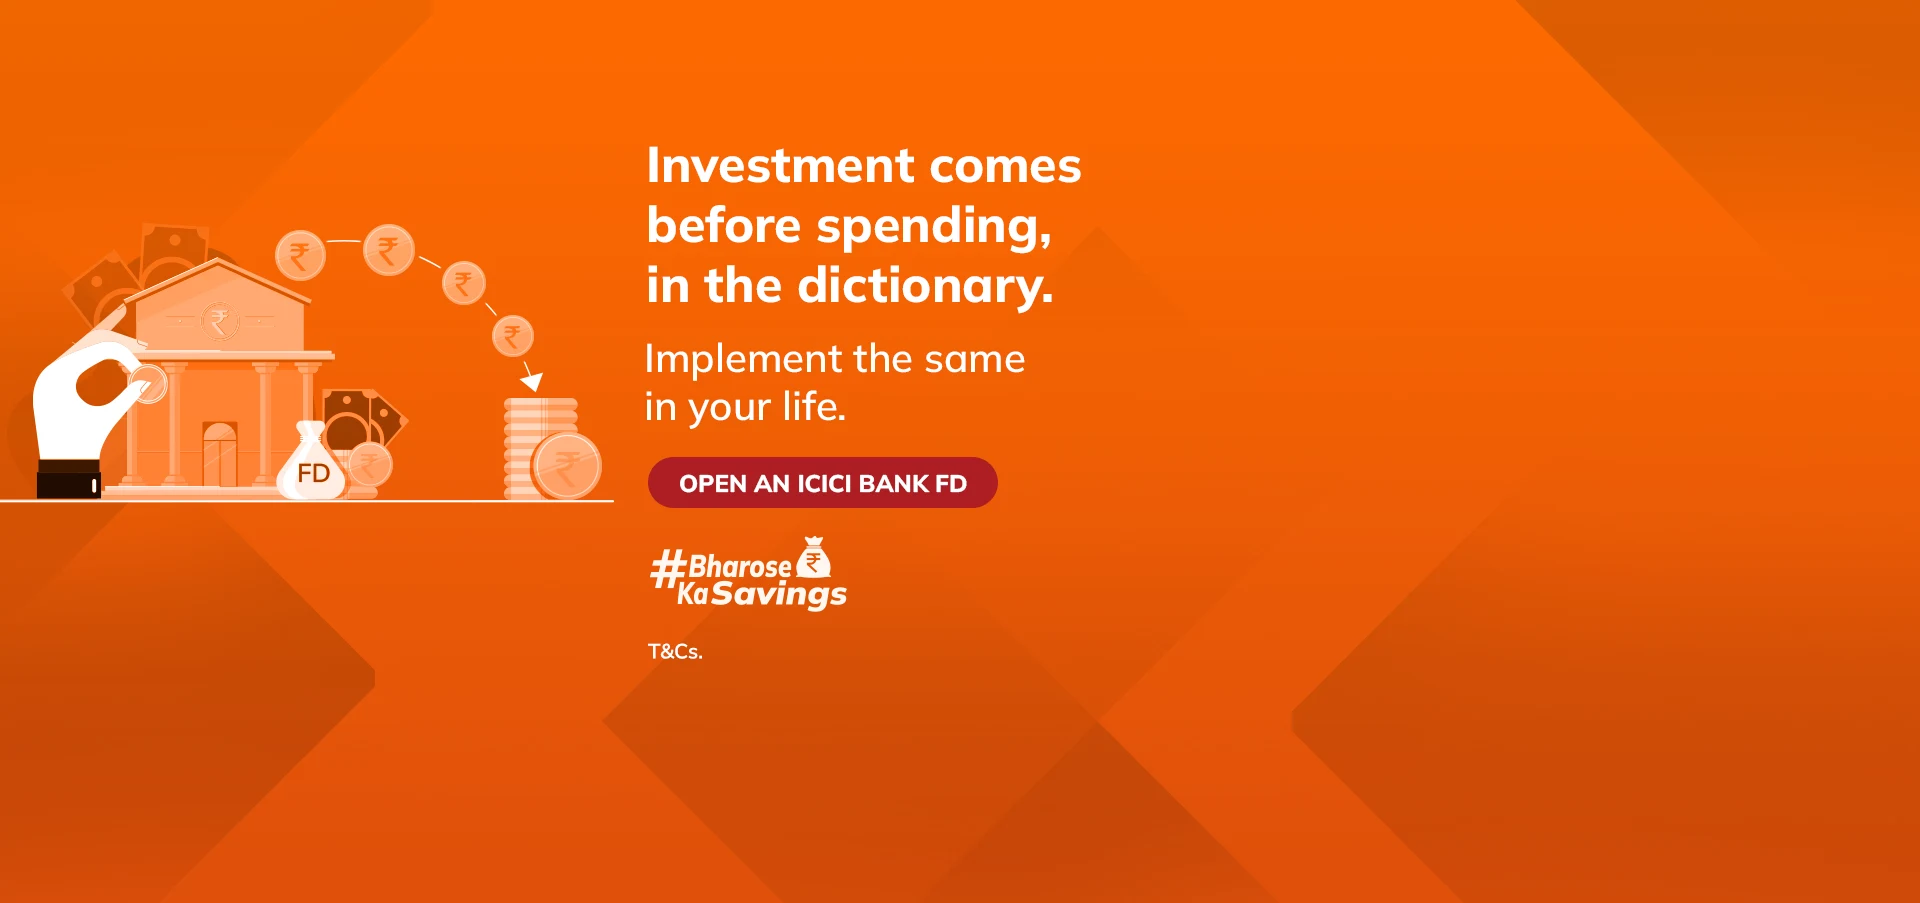 Investment comes
before spending,
in the dictionary.
Implement the same
in your life.
OPEN AN ICICI BANK FD
#Bharose
Ka Savings
T&Cs.
₹ ₹ ₹ ₹
₹
FD
₹
₹
₹